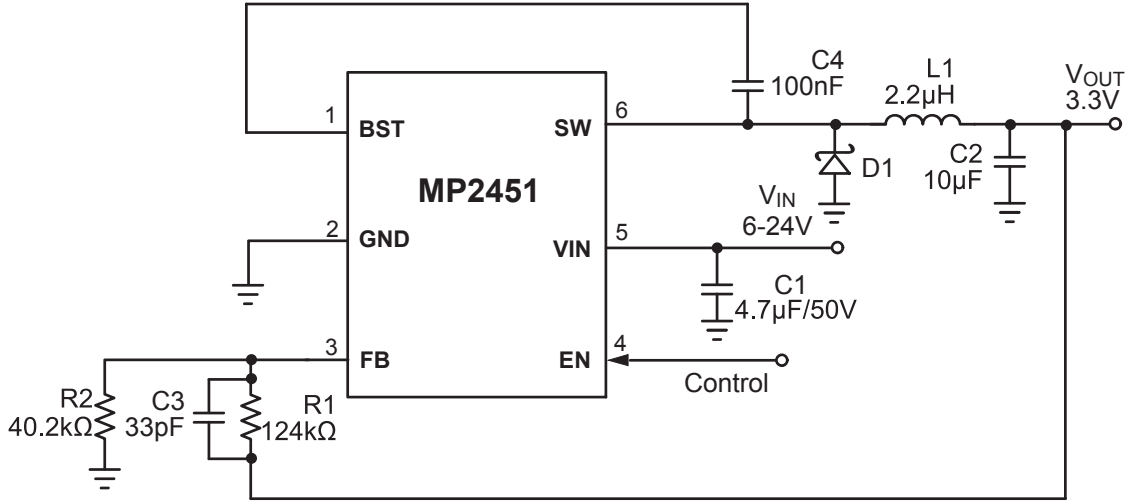 C4
100nF
L1
2.2µH
VOUT
3.3V
1
BST
SW
6
C2
10µF
D1
MP2451
VIN
6-24V
2
GND
VIN
5
C1
4.7µF/50V
3
FB
EN
4
Control
R2
40.2kΩ
C3
33pF
R1
124kΩ